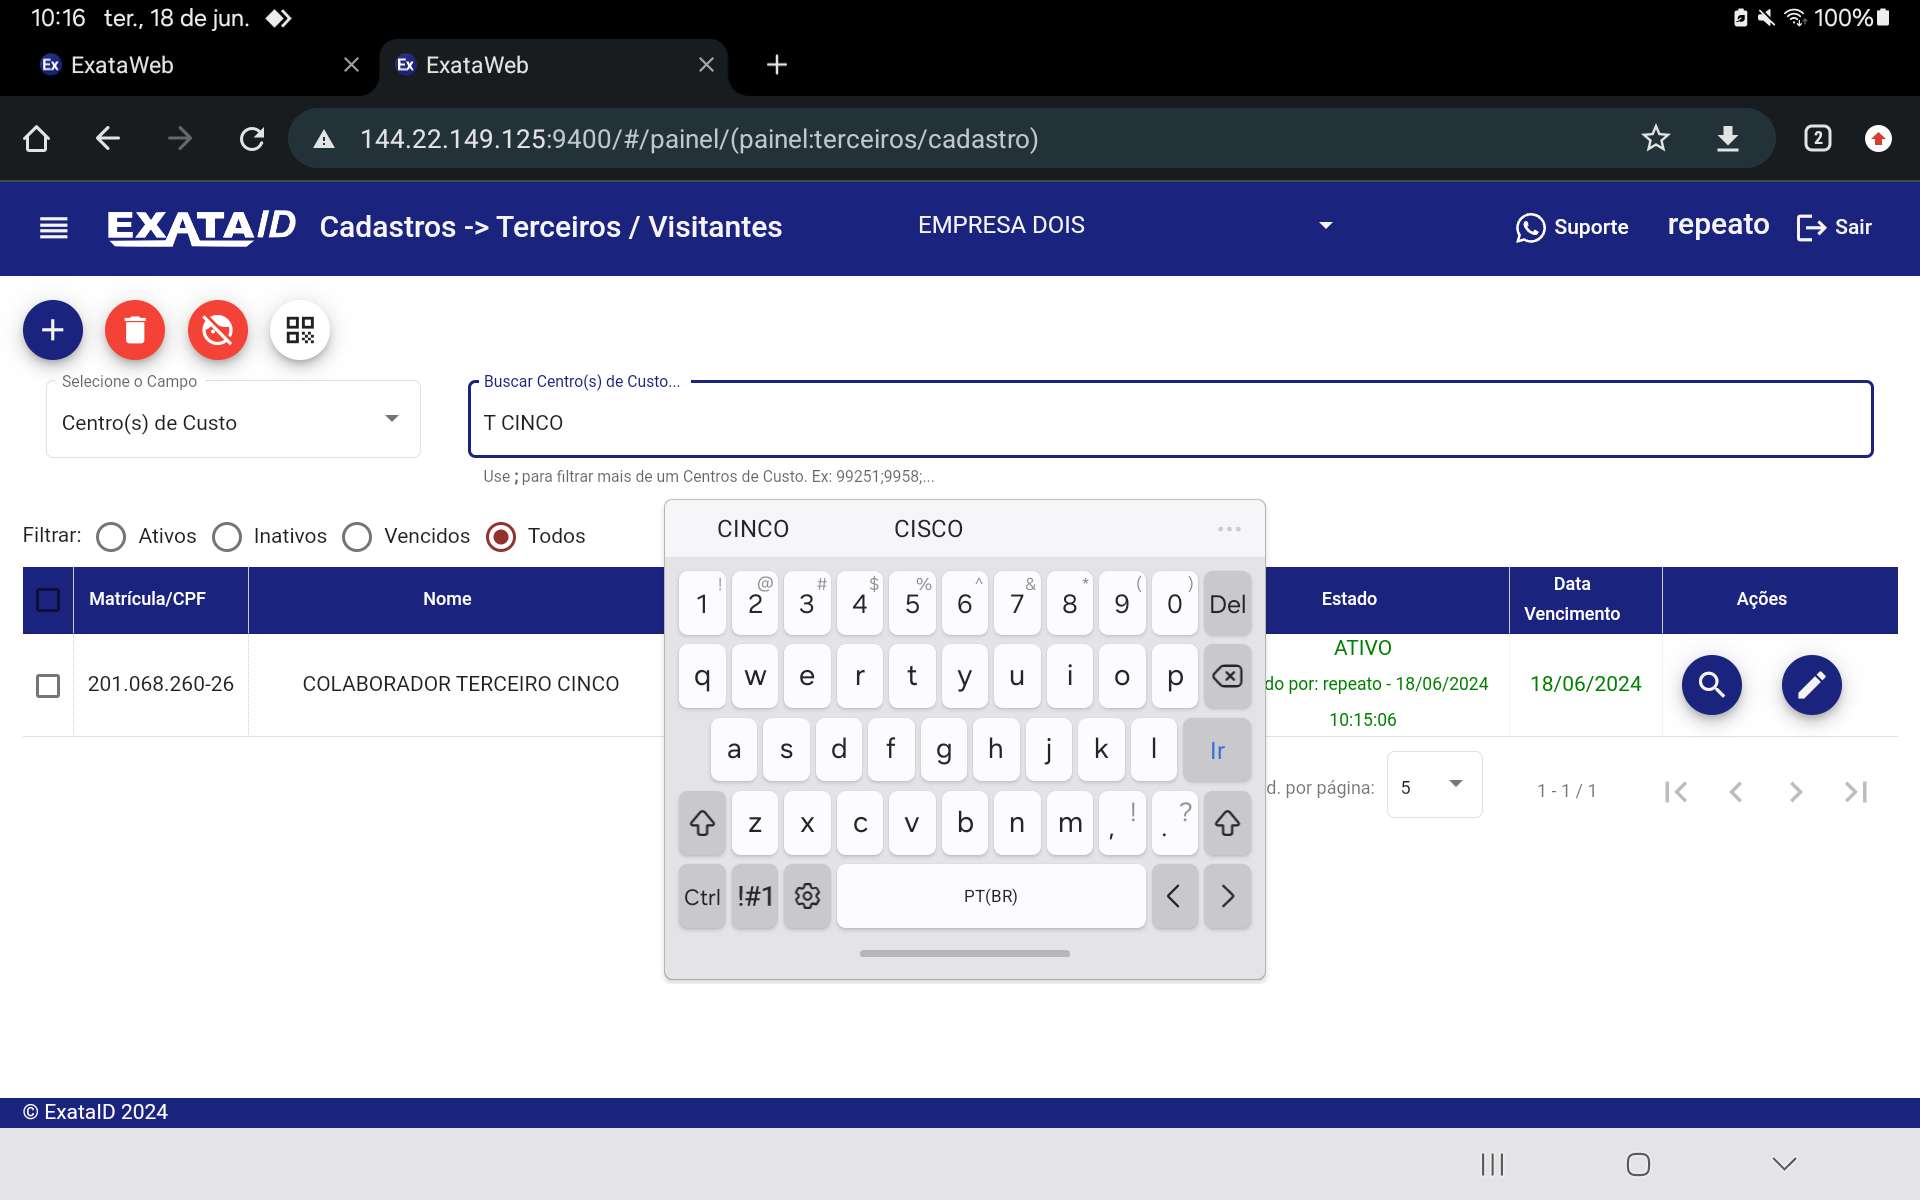 10:16 ter., 18 de jun. 100%
ExataWeb ExataWeb
144.22.149.125:9400/#/painel/(painel:terceiros/cadastro) 2
EXATAID Cadastros -> Terceiros / Visitantes EMPRESA DOIS Suporte repeato Sair
Selecione o Campo
Centro(s) de Custo
Buscar Centro(s) de Custo...
T CINCO
Use ; para filtrar mais de um Centros de Custo. Ex: 99251;9958;...
Filtrar: Ativos Inativos Vencidos Todos
Matrícula/CPF Nome Estado Data Vencimento Ações
201.068.260-26 COLABORADOR TERCEIRO CINCO
ATIVO
do por: repeato - 18/06/2024
10:15:06
18/06/2024
d. por página: 5 1 - 1 / 1
CINCO CISCO
! @ # $ % ^ & * ( )
1 2 3 4 5 6 7 8 9 0 Del
q w e r t y u i o p
a s d f g h j k l Ir
z x c v b n m , ! . ?
Ctrl !#1 PT(BR)
© ExataID 2024